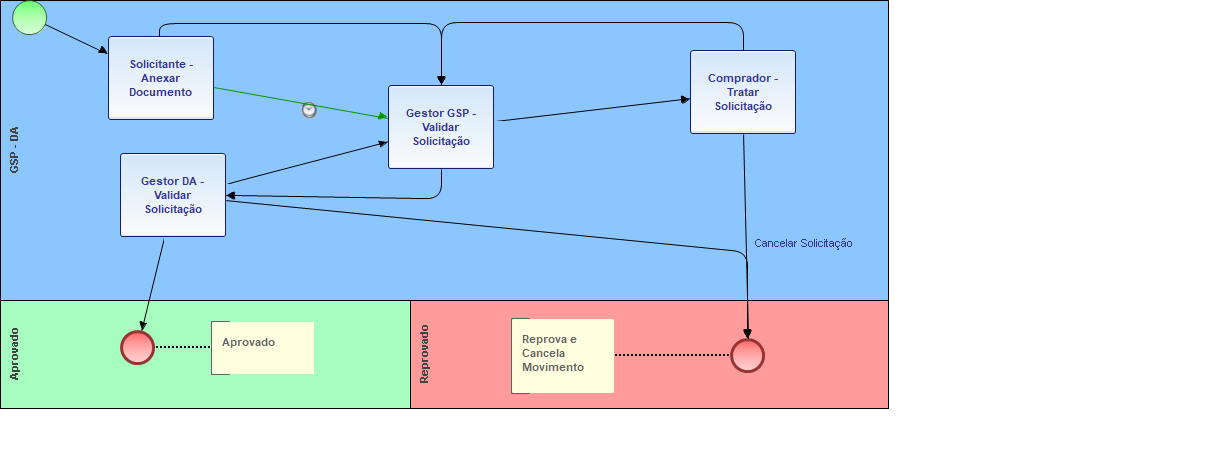 GSP - DA
Solicitante -
Anexar
Documento
Gestor GSP -
Validar
Solicitação
Comprador -
Tratar
Solicitação
Gestor DA -
Validar
Solicitação
Cancelar Solicitação
Aprovado
Aprovado
Reprovado
Reprova e
Cancela
Movimento